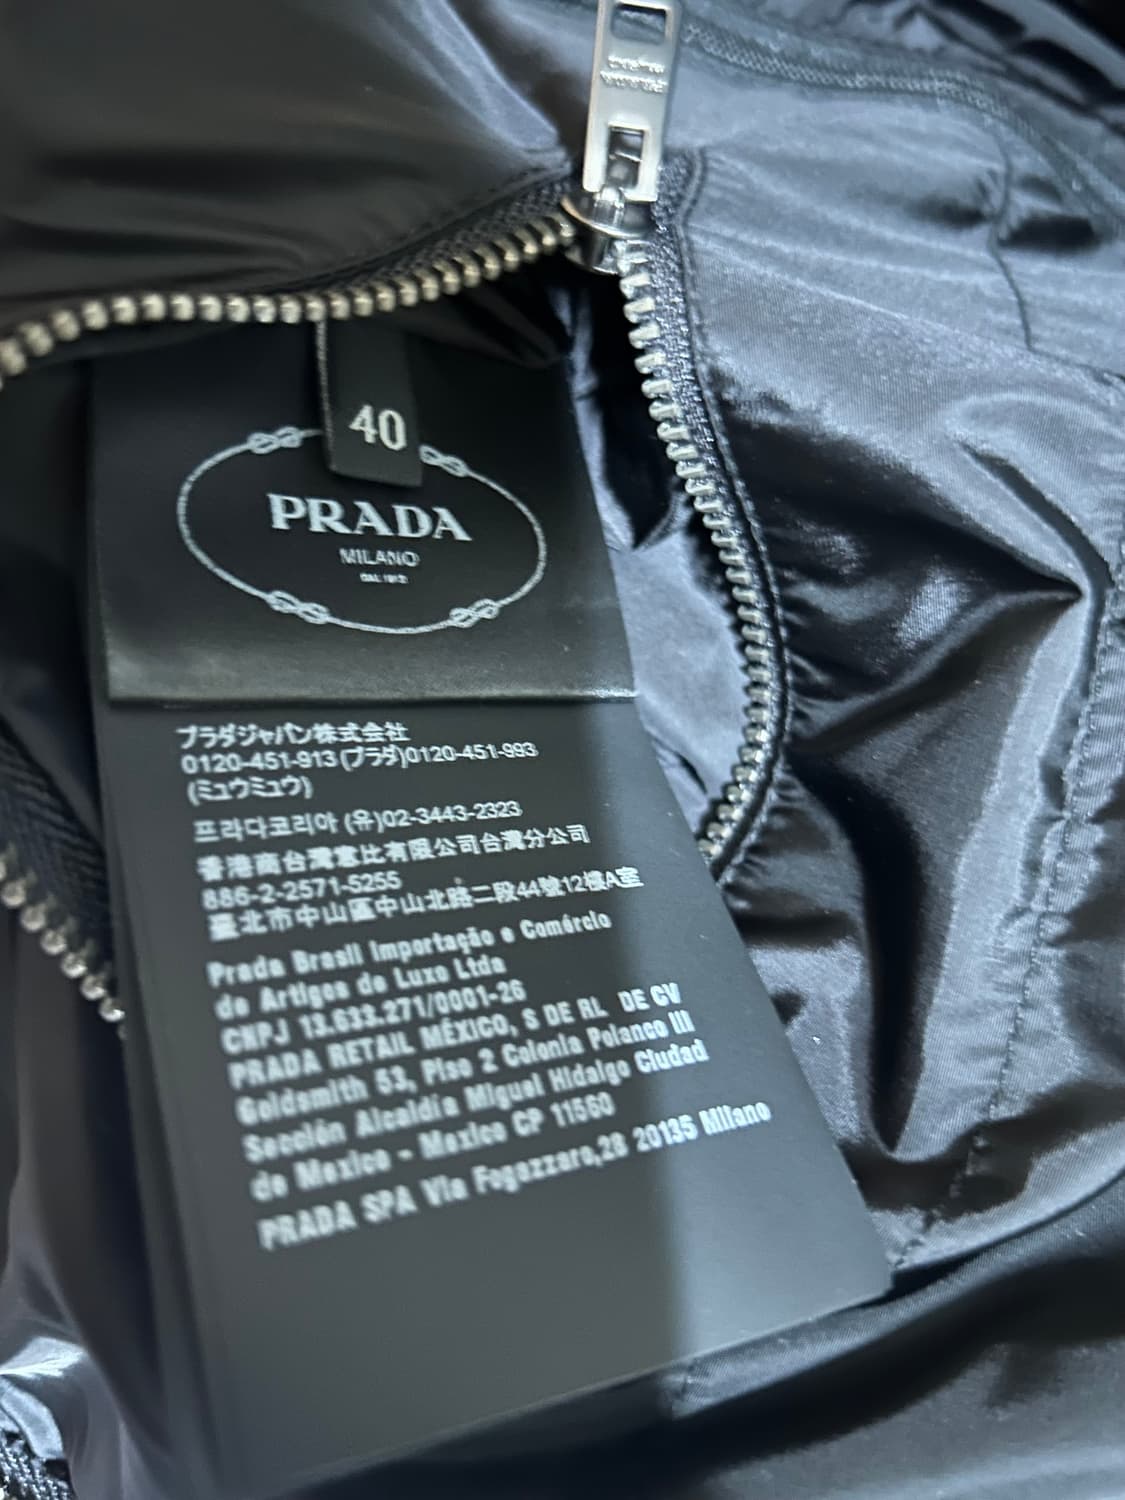 40
PRADA
MILANO
DAL 1913
プラダジャパン株式会社
0120-451-913(プラダ)0120-451-993
(ミュウミュウ)
프라다코리아 (유)02-3443-2323
香港商台灣意比有限公司台灣分公司
886-2-2571-5255
臺北市中山區中山北路二段44號12樓A室
Prada Brasil Importação e Comércio
de Artigos de Luxo Ltda
CNPJ 13.633.271/0001-26
PRADA RETAIL MÉXICO, S DE RL DE CV
Goldsmith 53, Piso 2 Colonia Polanco III
Sección Alcaldía Miguel Hidalgo Ciudad
de Mexico - Mexico CP 11560
PRADA SPA Via Fogazzaro,28 20135 Milano